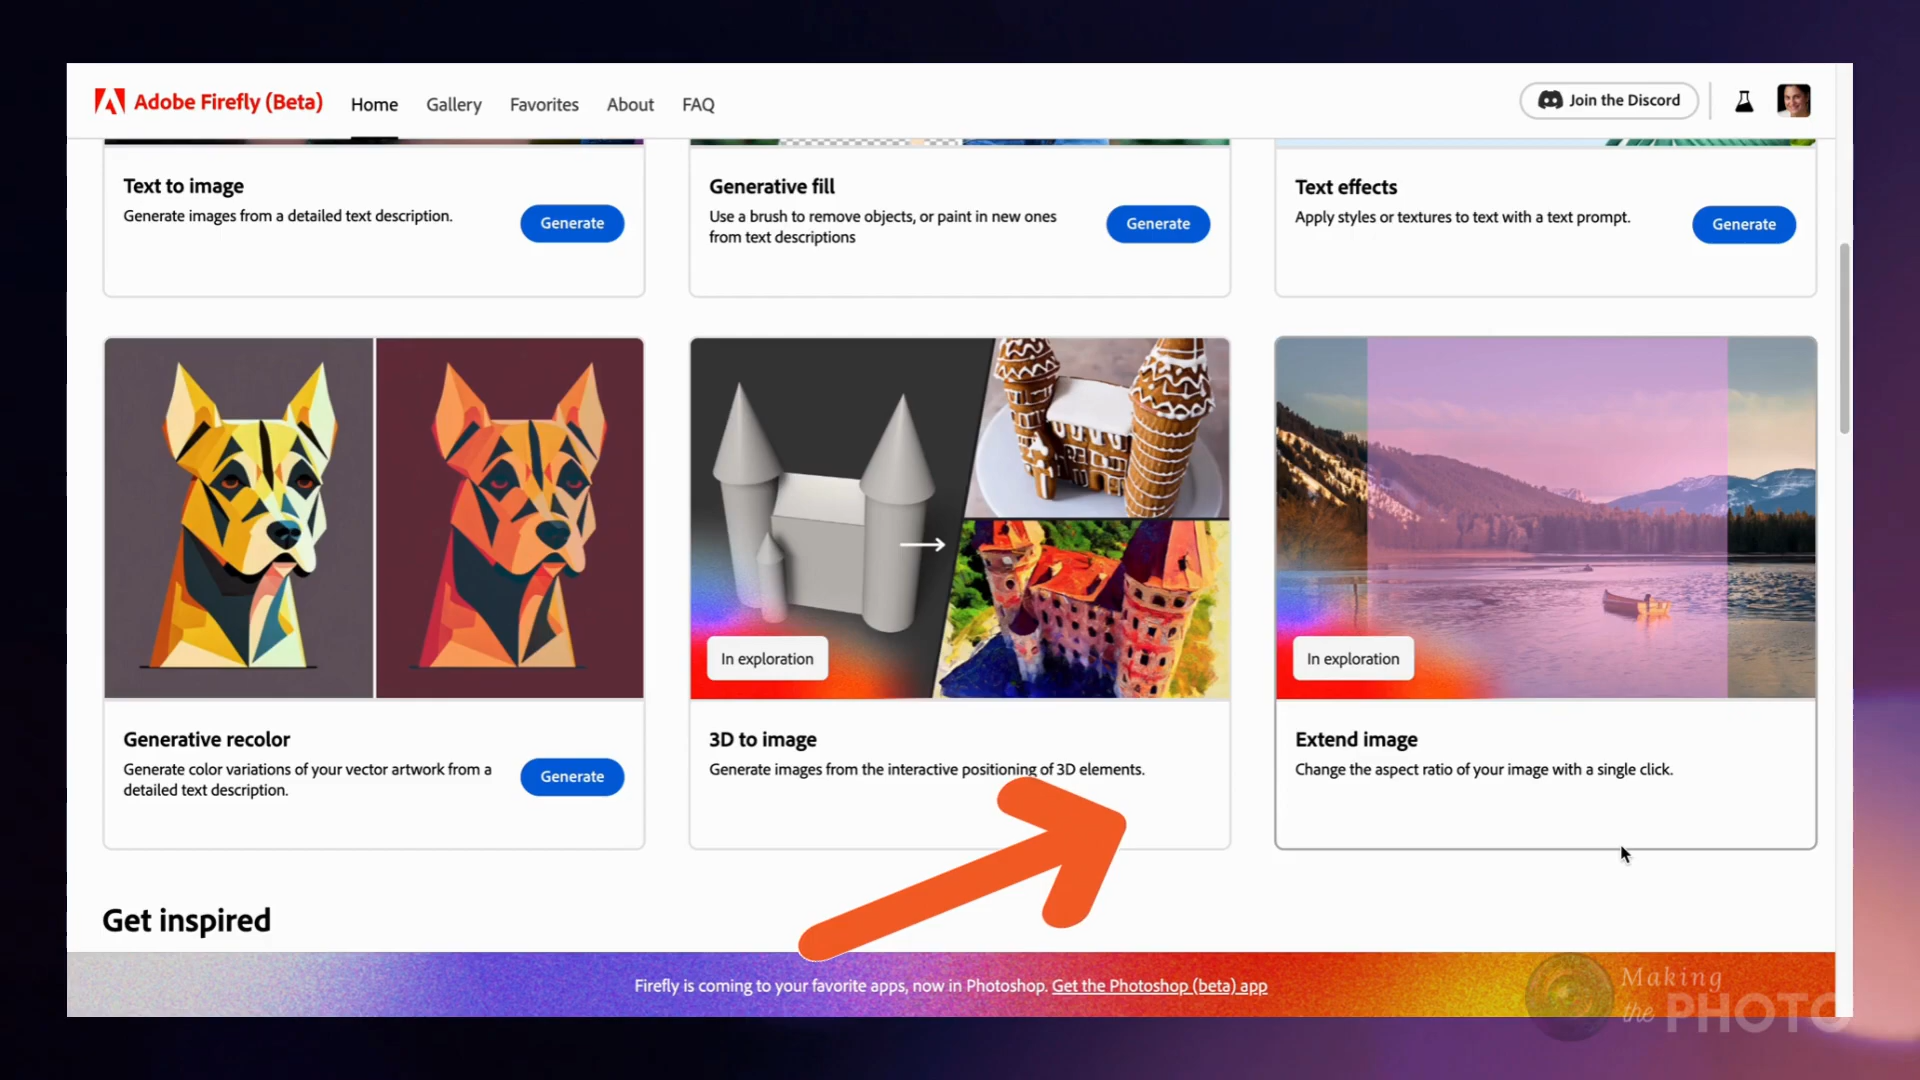 Adobe Firefly (Beta)
Home
Gallery
Favorites
About
FAQ
Join the Discord
Text to image
Generate images from a detailed text description.
Generate
Generative fill
Use a brush to remove objects, or paint in new ones
from text descriptions
Generate
Text effects
Apply styles or textures to text with a text prompt.
Generate
In exploration
In exploration
Generative recolor
Generate color variations of your vector artwork from a
detailed text description.
Generate
3D to image
Generate images from the interactive positioning of 3D elements.
Extend image
Change the aspect ratio of your image with a single click.
Get inspired
Firefly is coming to your favorite apps, now in Photoshop. Get the Photoshop (beta) app
Making
the PHOTO